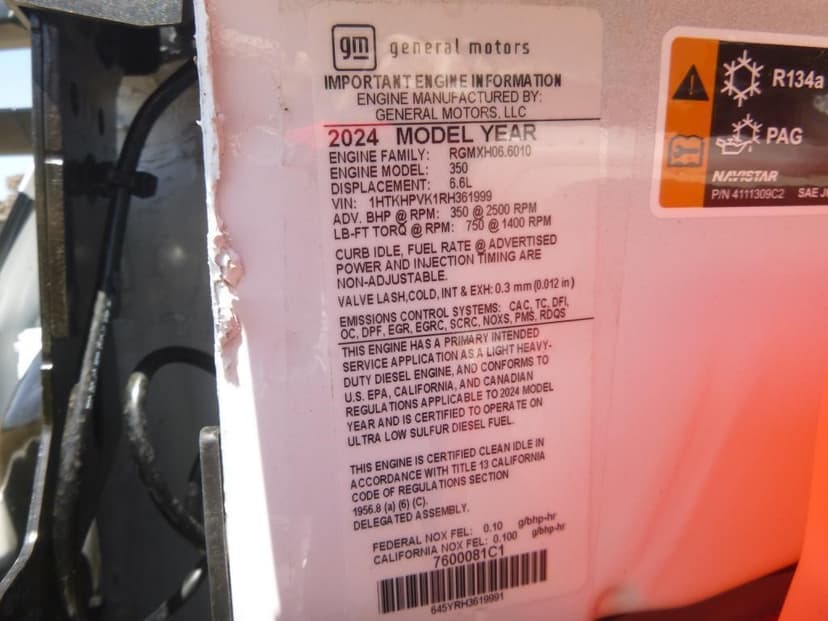 gm general motors
IMPORTANT ENGINE INFORMATION
ENGINE MANUFACTURED BY:
GENERAL MOTORS, LLC
2024 MODEL YEAR
ENGINE FAMILY: RGMXH06.6010
ENGINE MODEL: 350
DISPLACEMENT: 6.6L
VIN: 1HTKHPVK1RH361999
ADV. BHP @ RPM: 350 @ 2500 RPM
LB-FT TORQ @ RPM: 750 @ 1400 RPM
CURB IDLE, FUEL RATE @ ADVERTISED
POWER AND INJECTION TIMING ARE
NON-ADJUSTABLE.
VALVE LASH,COLD, INT & EXH: 0.3 mm (0.012 in)
EMISSIONS CONTROL SYSTEMS: CAC, TC, DFI,
OC, DPF, EGR, EGRC, SCRC, NOXS, PMS, RDQS
THIS ENGINE HAS A PRIMARY INTENDED
SERVICE APPLICATION AS A LIGHT HEAVY-
DUTY DIESEL ENGINE, AND CONFORMS TO
U.S. EPA, CALIFORNIA, AND CANADIAN
REGULATIONS APPLICABLE TO 2024 MODEL
YEAR AND IS CERTIFIED TO OPERATE ON
ULTRA LOW SULFUR DIESEL FUEL.
THIS ENGINE IS CERTIFIED CLEAN IDLE IN
ACCORDANCE WITH TITLE 13 CALIFORNIA
CODE OF REGULATIONS SECTION
1956.8 (a) (6) (C).
DELEGATED ASSEMBLY.
FEDERAL NOX FEL: 0.10 g/bhp-hr
CALIFORNIA NOX FEL: 0.100 g/bhp-hr
7600081C1
645YRH3619991
R134a
PAG
NAVISTAR
P/N 4111309C2 SAE